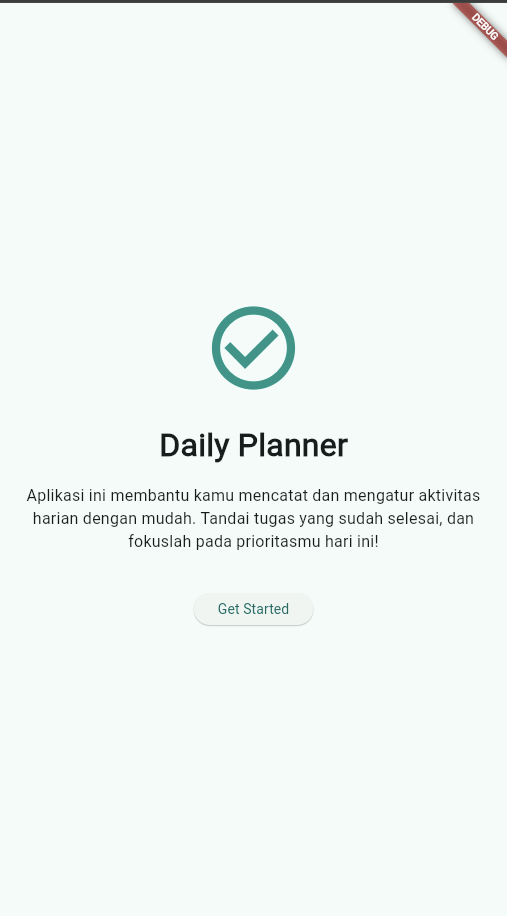 DEBUG
Daily Planner
Aplikasi ini membantu kamu mencatat dan mengatur aktivitas
harian dengan mudah. Tandai tugas yang sudah selesai, dan
fokuslah pada prioritasmu hari ini!
Get Started